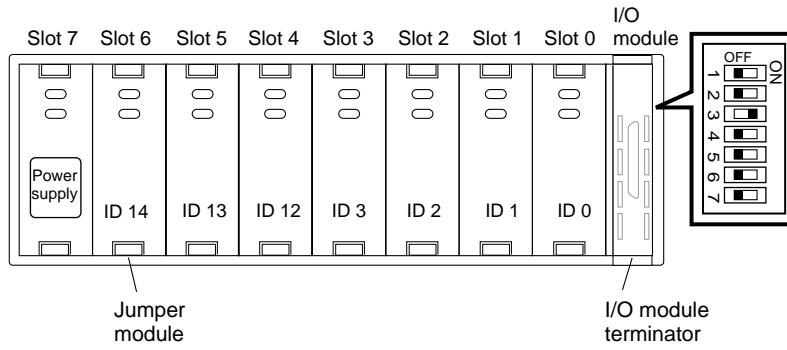 I/O
module
Slot 7 Slot 6 Slot 5 Slot 4 Slot 3 Slot 2 Slot 1 Slot 0
OFF
ON
1
2
3
4
5
6
7
Power
supply
ID 14 ID 13 ID 12 ID 3 ID 2 ID 1 ID 0
Jumper
module
I/O module
terminator